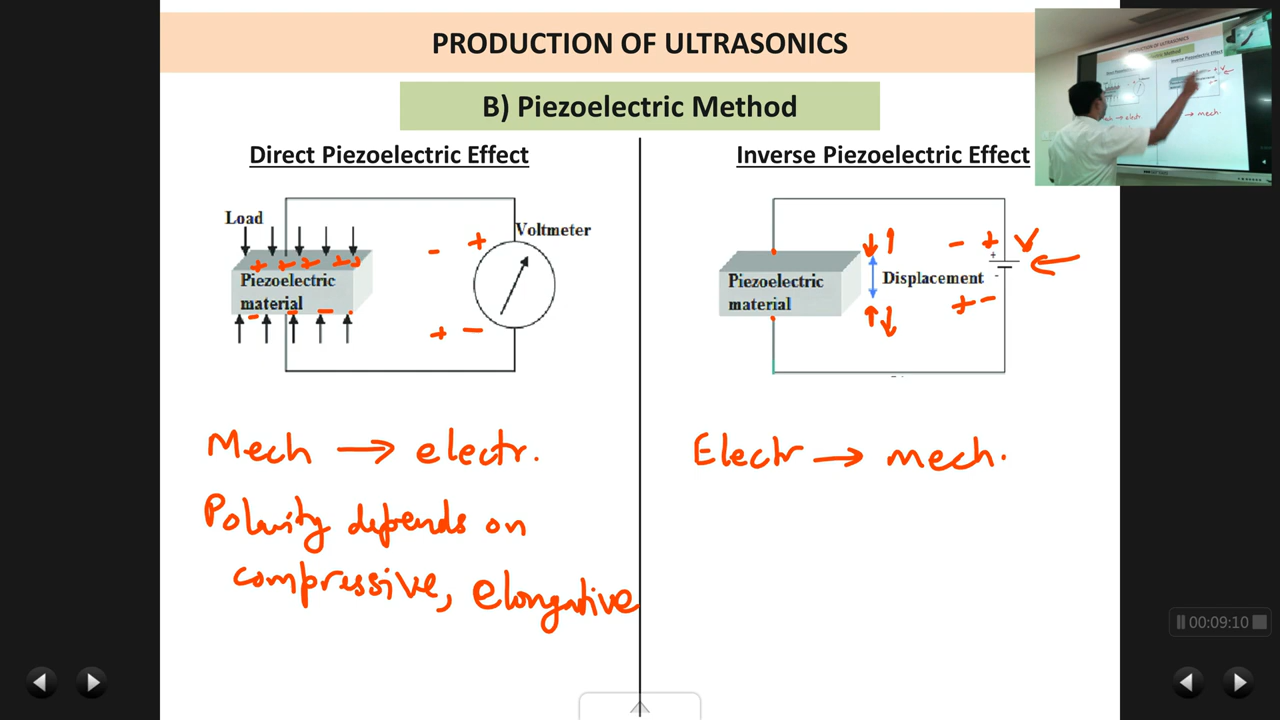 PRODUCTION OF ULTRASONICS
B) Piezoelectric Method
Direct Piezoelectric Effect
Load
+ + + + +
Piezoelectric
material
- - - - -
- +
+ -
Voltmeter
Mech → electr.
Polarity depends on
compressive, elongative
Inverse Piezoelectric Effect
Piezoelectric
material
Displacement
- + V
+
-
+ -
Electr → mech.
00:09:10